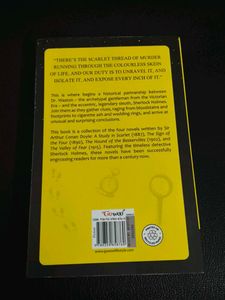 "THERE'S THE SCARLET THREAD OF MURDER
RUNNING THROUGH THE COLOURLESS SKEIN
OF LIFE, AND OUR DUTY IS TO UNRAVEL IT, AND
ISOLATE IT, AND EXPOSE EVERY INCH OF IT."
This is where begins a historical partnership between
Dr. Watson - the archetypal gentleman from the Victorian
Era - and the eccentric, legendary sleuth, Sherlock Holmes.
Join them as they gather clues, raging from bloodstains and
footprints to cigarette ash and wedding rings, and arrive at
unusual and surprising conclusions.
This book is a collection of the four novels written by Sir
Arthur Conan Doyle: A Study in Scarlet (1887), The Sign of
the Four (1890), The Hound of the Baskervilles (1902), and
The Valley of Fear (1915). Featuring the timeless detective
Sherlock Holmes, these novels have been successfully
engrossing readers for more than a century now.
GOWOO